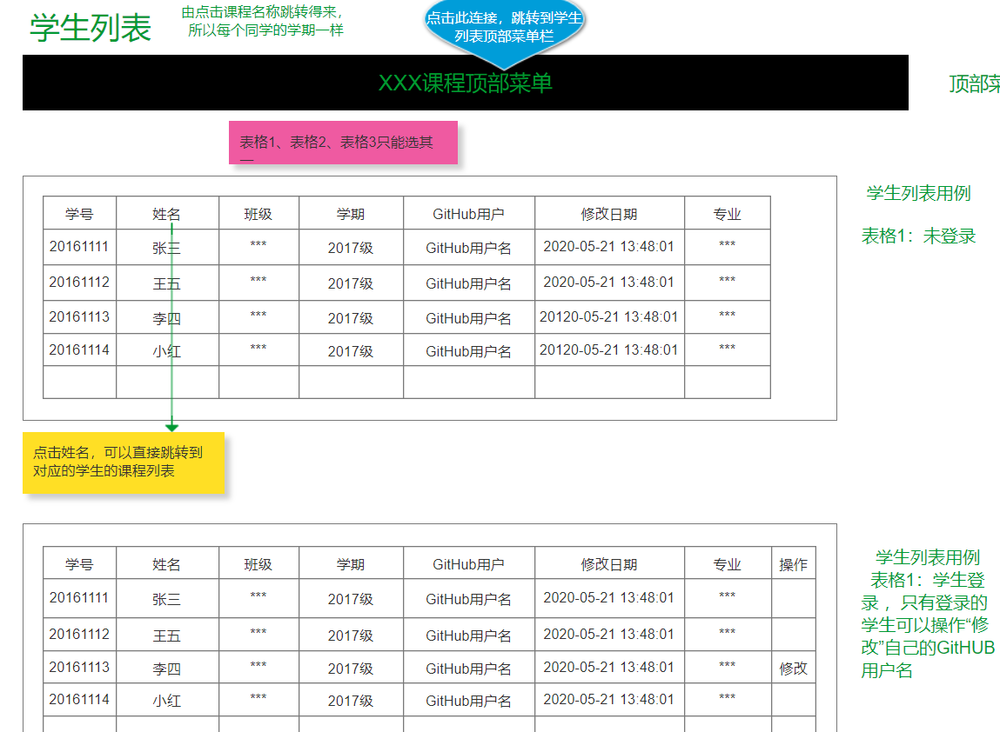 学生列表
由点击课程名称跳转得来，
所以每个同学的学期一样
点击此连接，跳转到学生
列表顶部菜单栏
XXX课程顶部菜单
顶部菜
表格1、表格2、表格3只能选其
一
学生列表用例
表格1：未登录
学号 姓名 班级 学期 GitHub用户 修改日期 专业
20161111 张三 *** 2017级 GitHub用户名 2020-05-21 13:48:01 ***
20161112 王五 *** 2017级 GitHub用户名 2020-05-21 13:48:01 ***
20161113 李四 *** 2017级 GitHub用户名 20120-05-21 13:48:01 ***
20161114 小红 *** 2017级 GitHub用户名 20120-05-21 13:48:01 ***
点击姓名，可以直接跳转到
对应的学生的课程列表
学号 姓名 班级 学期 GitHub用户 修改日期 专业 操作
20161111 张三 *** 2017级 GitHub用户名 2020-05-21 13:48:01 ***
20161112 王五 *** 2017级 GitHub用户名 2020-05-21 13:48:01 ***
20161113 李四 *** 2017级 GitHub用户名 2020-05-21 13:48:01 *** 修改
20161114 小红 *** 2017级 GitHub用户名 2020-05-21 13:48:01 ***
学生列表用例
表格1：学生登
录 ，只有登录的
学生可以操作“修
改”自己的GitHUB
用户名